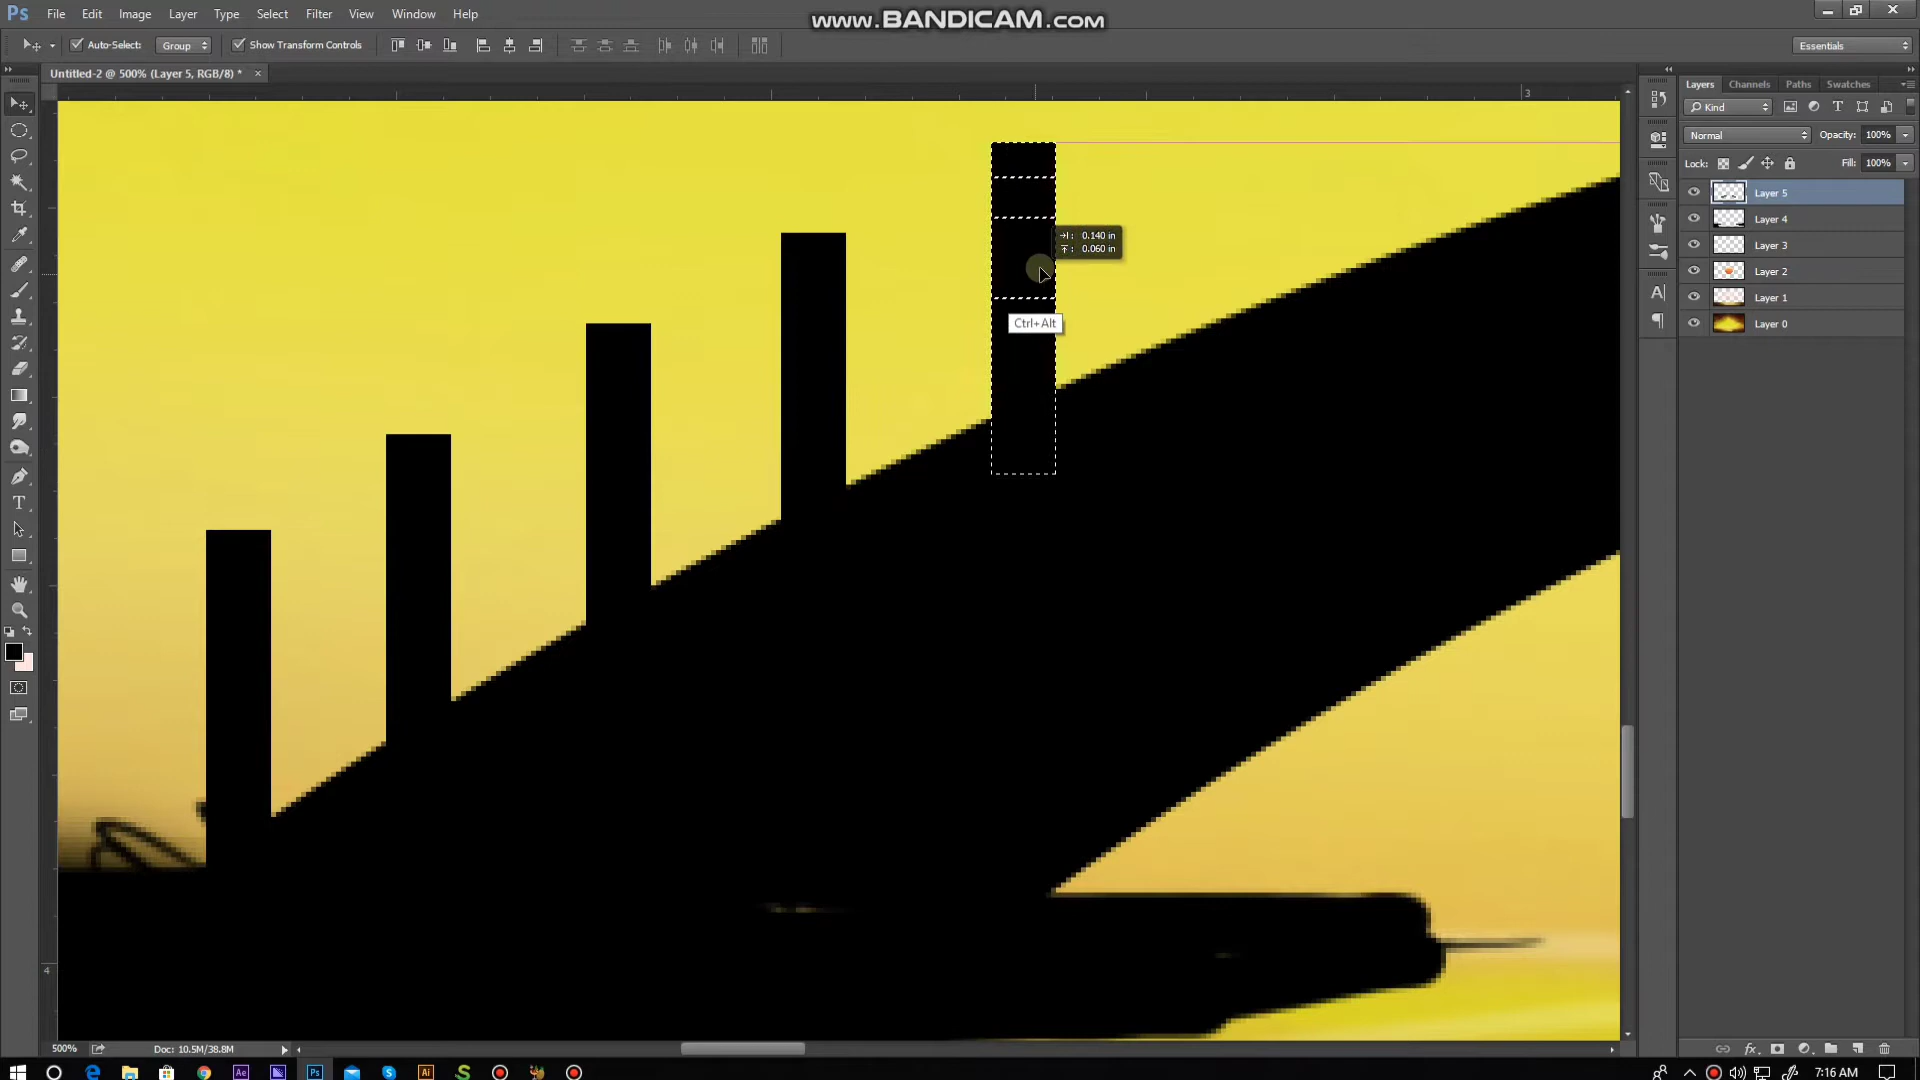 Ps File Edit Image Layer Type Select Filter View Window Help
www.BANDICAM.com
Auto-Select: Group Show Transform Controls Essentials
Untitled-2 @ 500% (Layer 5, RGB/8) * ×
Layers Channels Paths Swatches
Kind
Normal Opacity: 100%
Lock: Fill: 100%
Layer 5
Layer 4
Layer 3
Layer 2
Layer 1
Layer 0
3
0.140 in
0.060 in
Ctrl+Alt
4
500% Doc: 10.5M/38.8M
7:16 AM